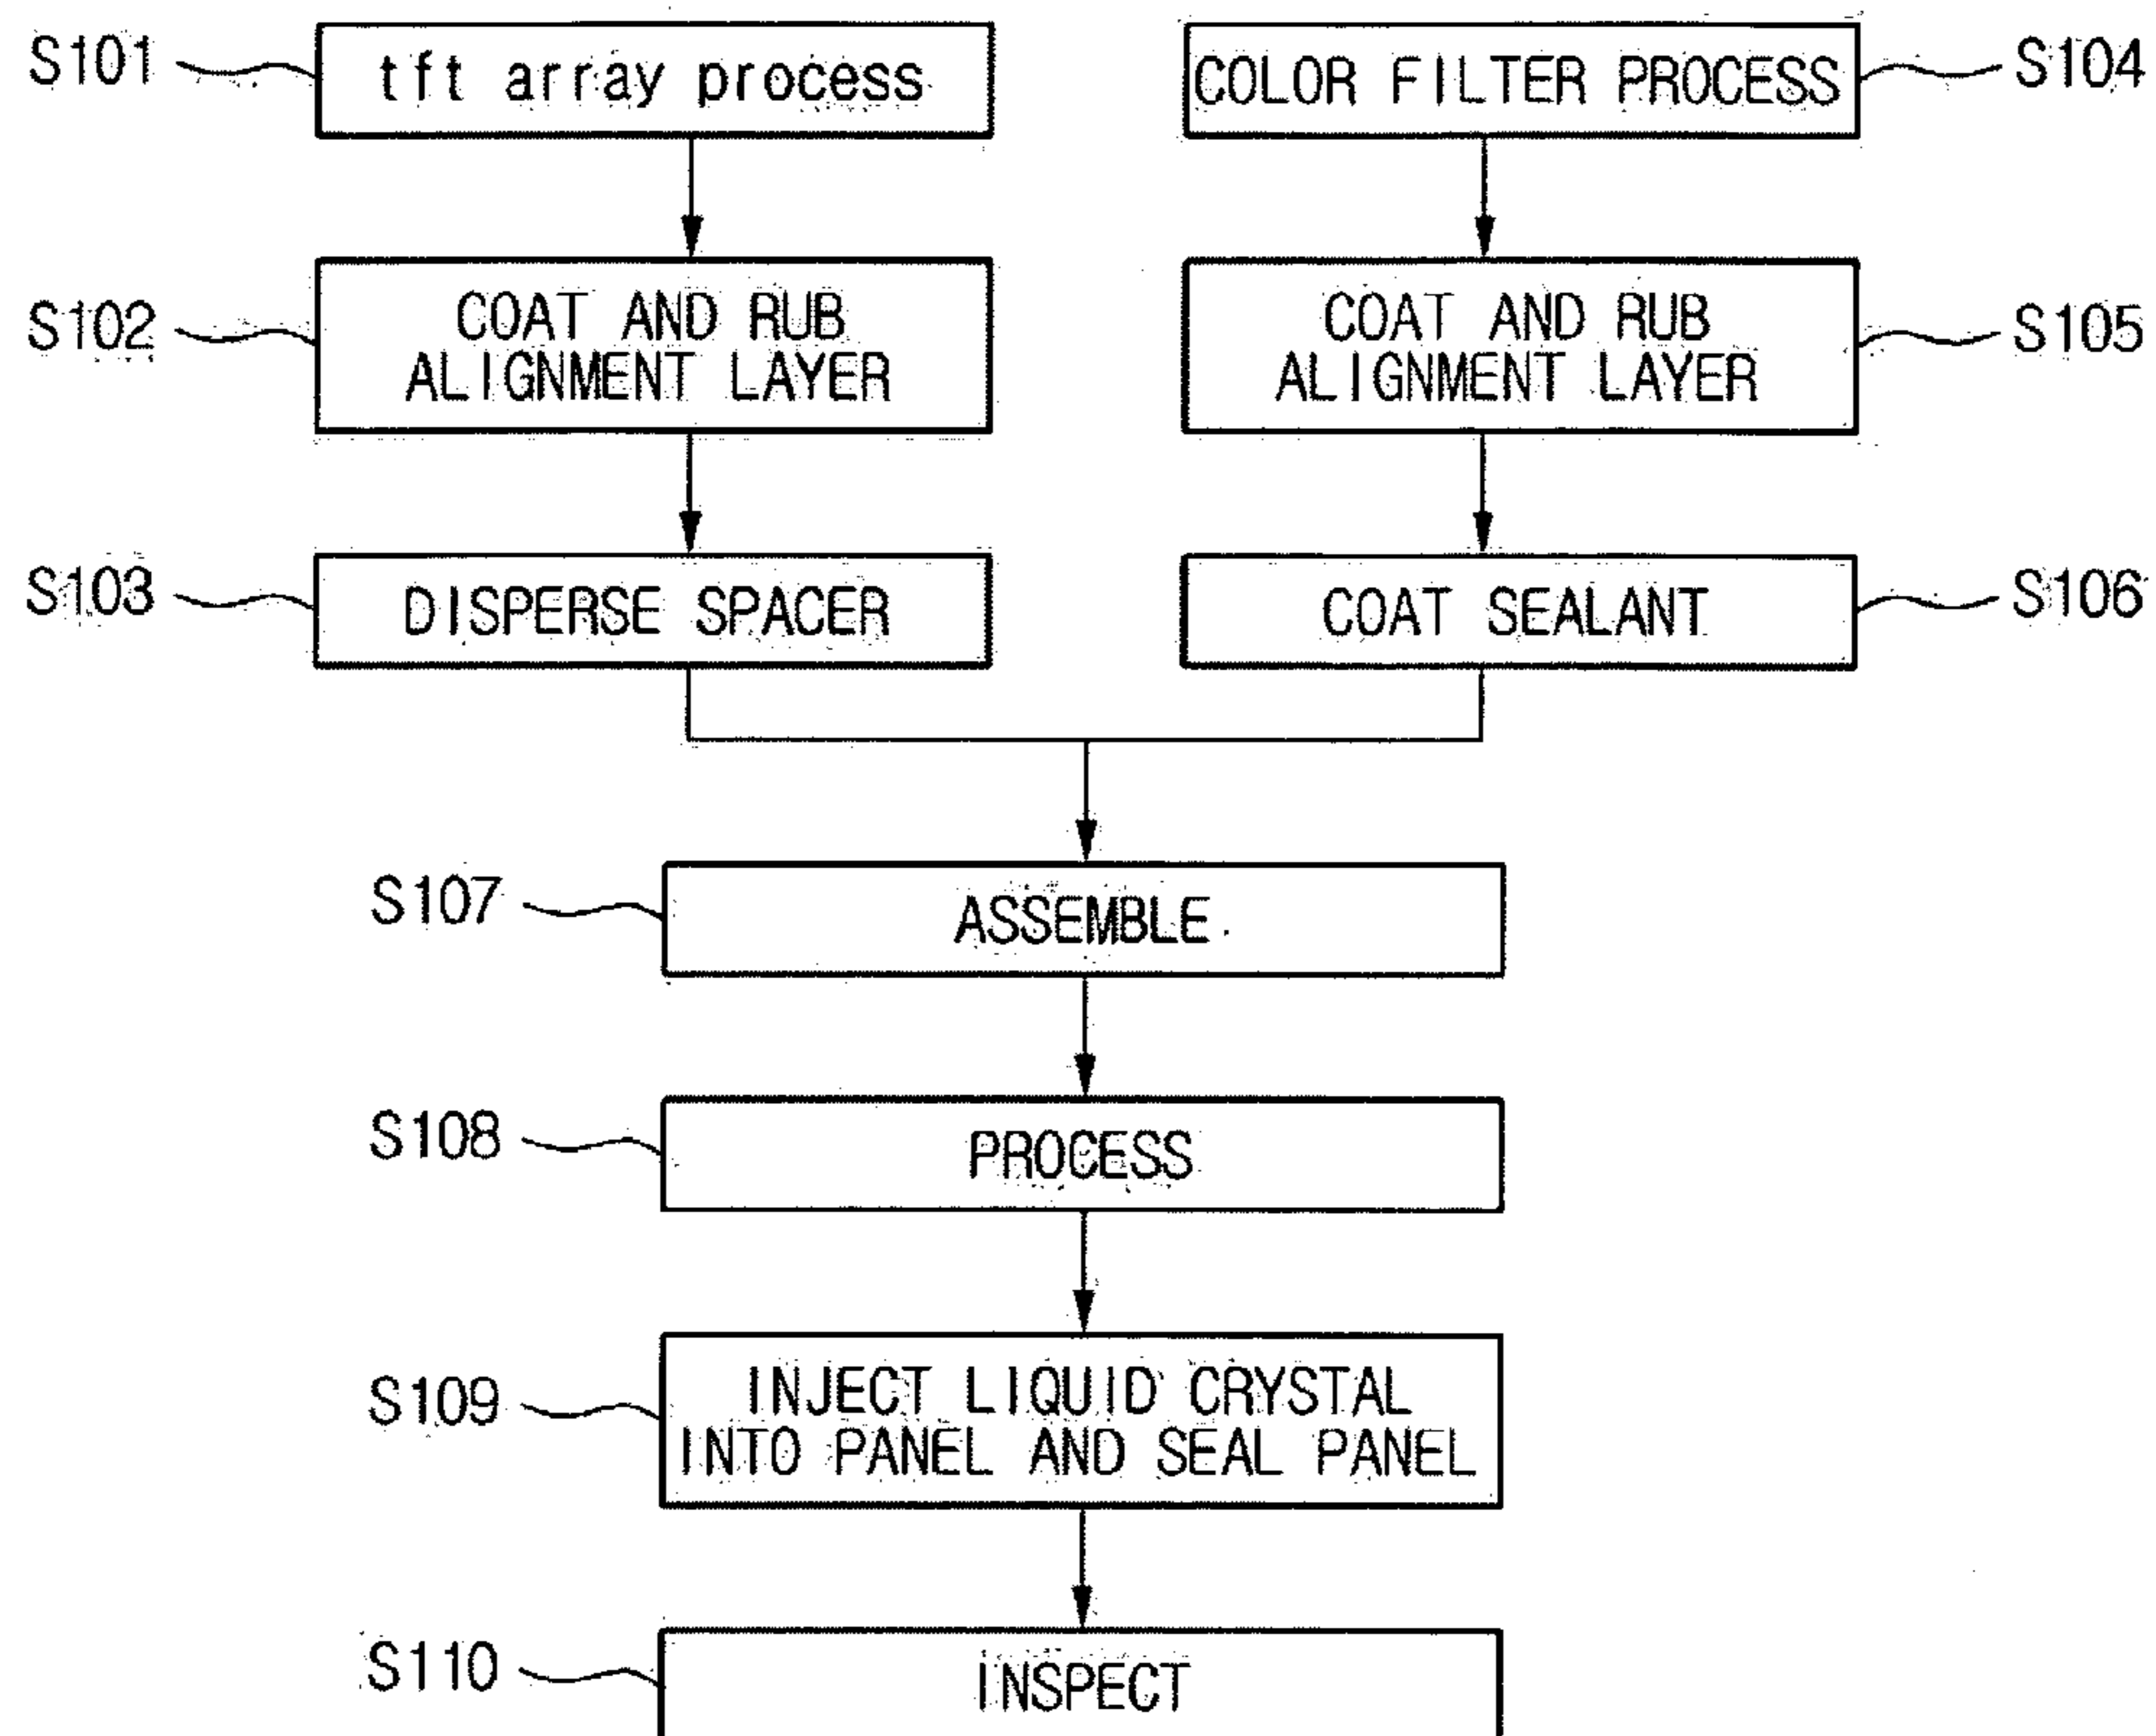 S101
tft array process
COLOR FILTER PROCESS
S104
S102
COAT AND RUB
ALIGNMENT LAYER
COAT AND RUB
ALIGNMENT LAYER
S105
S103
DISPERSE SPACER
COAT SEALANT
S106
S107
ASSEMBLE
S108
PROCESS
S109
INJECT LIQUID CRYSTAL
INTO PANEL AND SEAL PANEL
S110
INSPECT